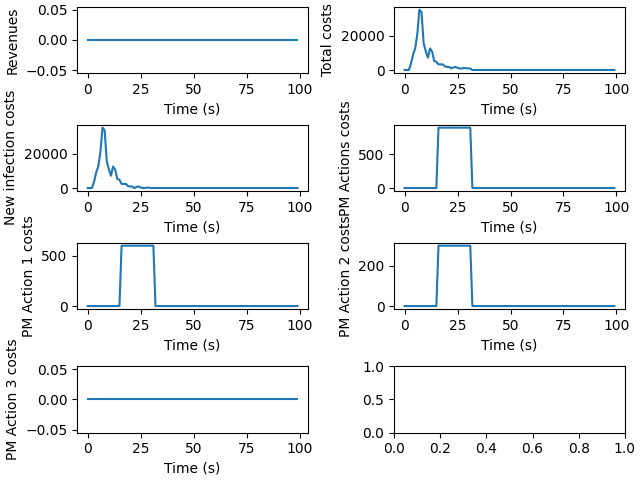 Revenues
0.05
0.00
−0.05
0 25 50 75 100
Time (s)
Total costs
20000
0
0 25 50 75 100
Time (s)
New infection costs
20000
0
0 25 50 75 100
Time (s)
PM Actions costs
500
0
0 25 50 75 100
Time (s)
PM Action 1 costs
500
0
0 25 50 75 100
Time (s)
PM Action 2 costs
200
0
0 25 50 75 100
Time (s)
PM Action 3 costs
0.05
0.00
−0.05
0 25 50 75 100
Time (s)
1.0
0.5
0.0
0.0 0.2 0.4 0.6 0.8 1.0